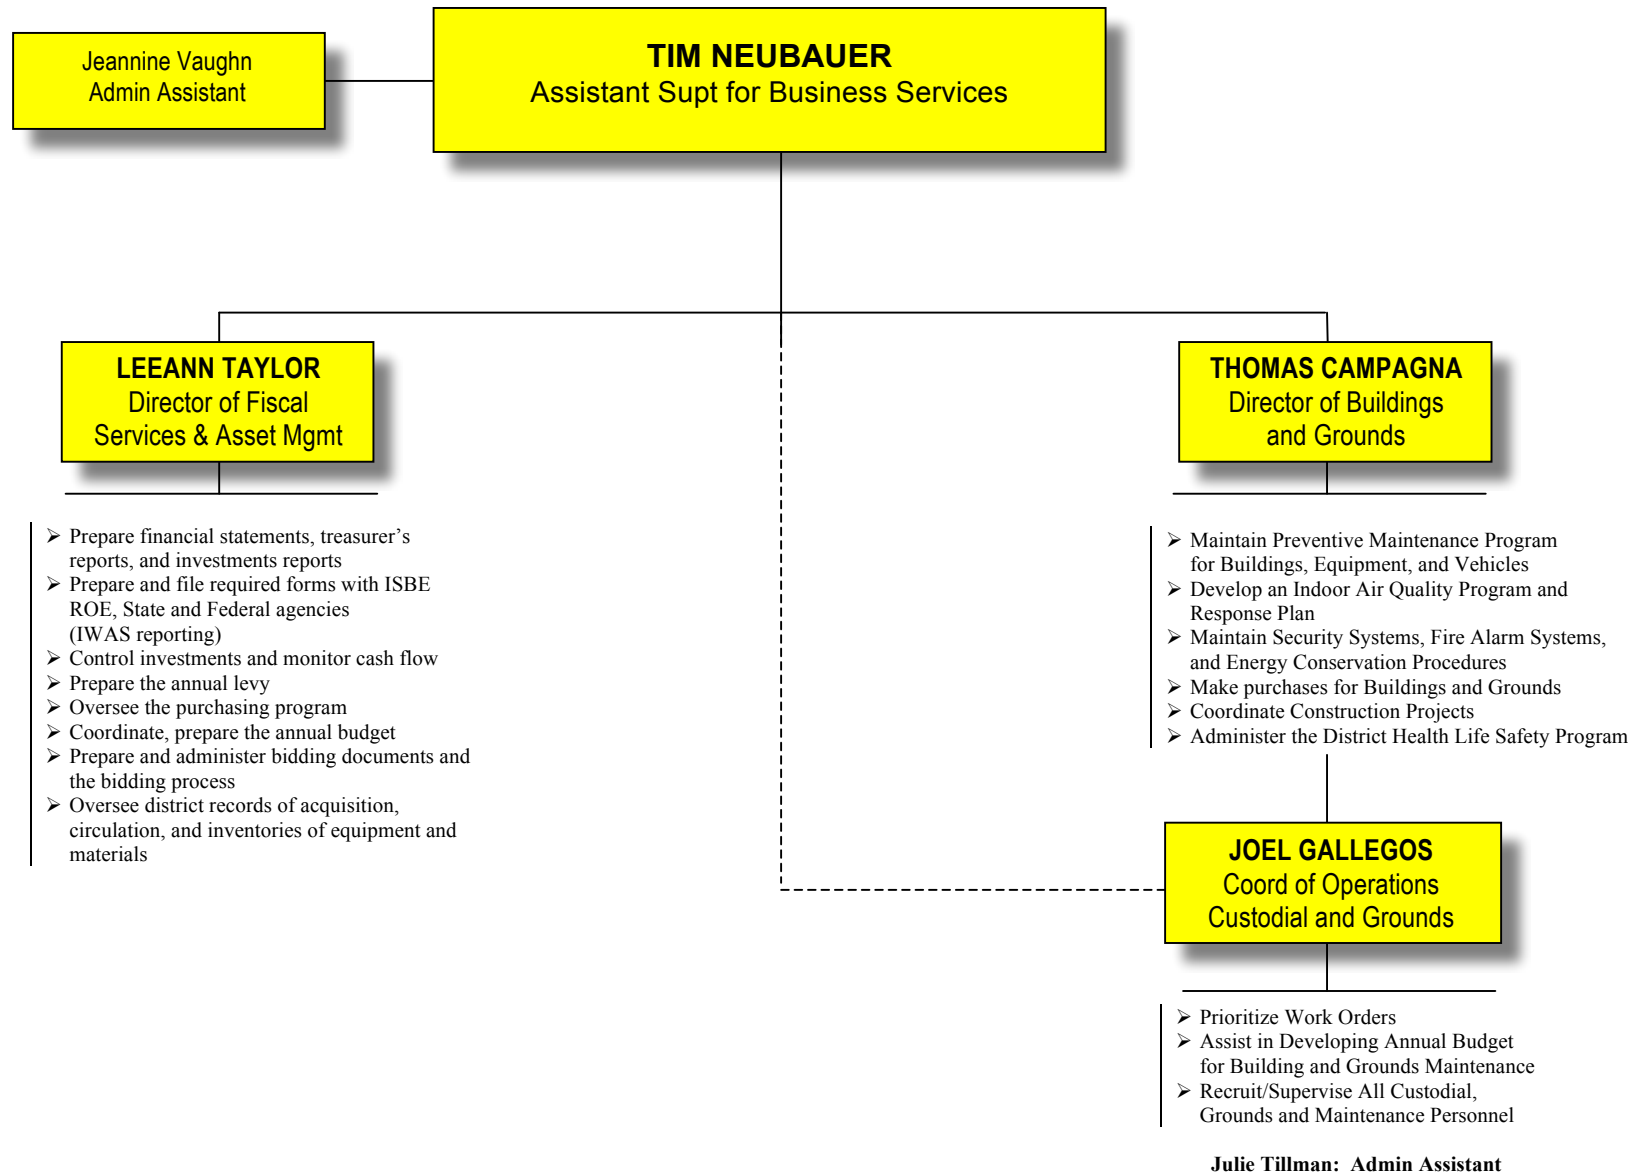 Jeannine Vaughn
Admin Assistant
TIM NEUBAUER
Assistant Supt for Business Services
LEEANN TAYLOR
Director of Fiscal
Services & Asset Mgmt
➢ Prepare financial statements, treasurer’s
reports, and investments reports
➢ Prepare and file required forms with ISBE
ROE, State and Federal agencies
(IWAS reporting)
➢ Control investments and monitor cash flow
➢ Prepare the annual levy
➢ Oversee the purchasing program
➢ Coordinate, prepare the annual budget
➢ Prepare and administer bidding documents and
the bidding process
➢ Oversee district records of acquisition,
circulation, and inventories of equipment and
materials
THOMAS CAMPAGNA
Director of Buildings
and Grounds
➢ Maintain Preventive Maintenance Program
for Buildings, Equipment, and Vehicles
➢ Develop an Indoor Air Quality Program and
Response Plan
➢ Maintain Security Systems, Fire Alarm Systems,
and Energy Conservation Procedures
➢ Make purchases for Buildings and Grounds
➢ Coordinate Construction Projects
➢ Administer the District Health Life Safety Program
JOEL GALLEGOS
Coord of Operations
Custodial and Grounds
➢ Prioritize Work Orders
➢ Assist in Developing Annual Budget
for Building and Grounds Maintenance
➢ Recruit/Supervise All Custodial,
Grounds and Maintenance Personnel
Julie Tillman: Admin Assistant